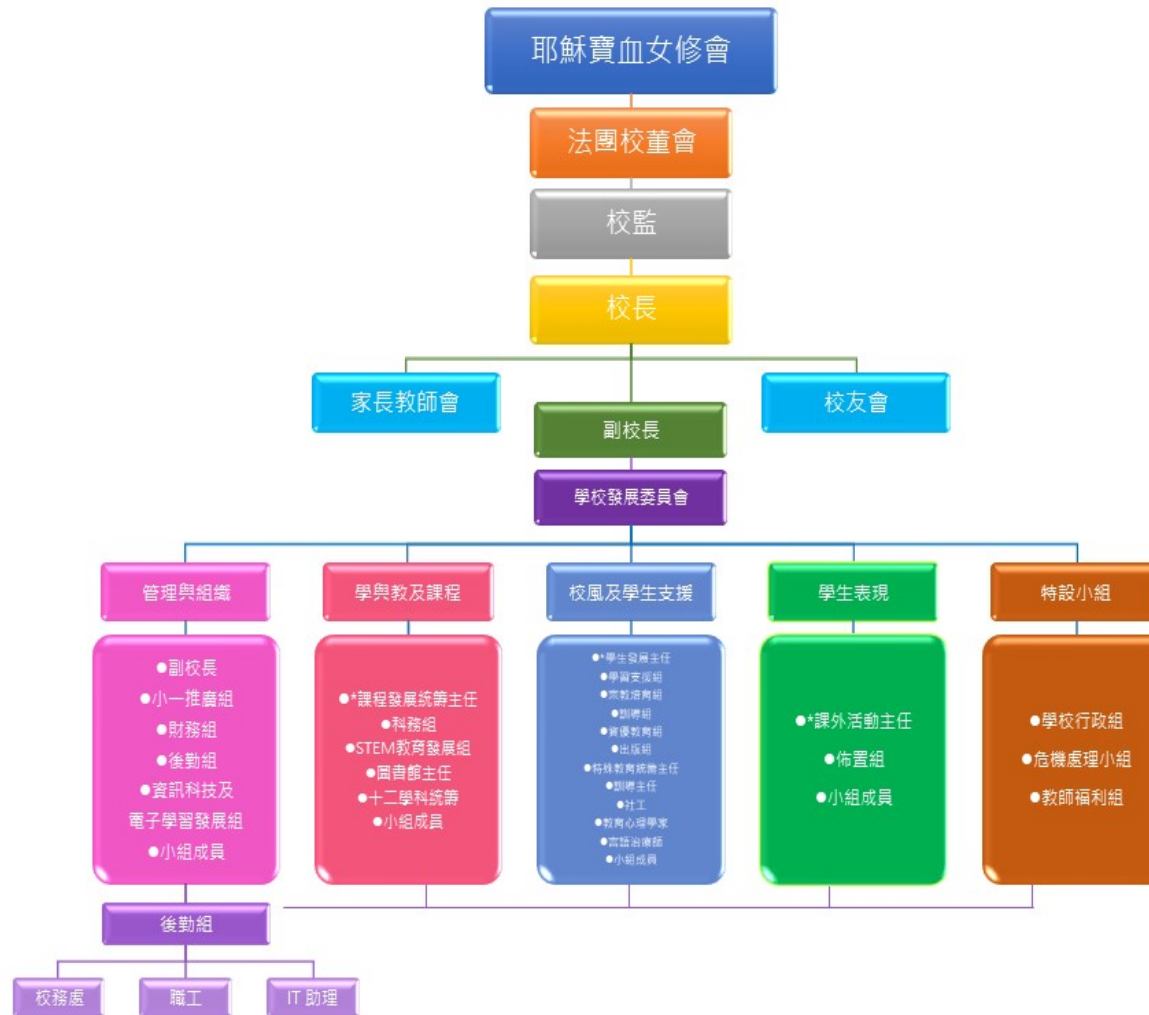 耶穌寶血女修會
法團校董會
校監
校長
家長教師會
校友會
副校長
學校發展委員會
管理與組織
學與教及課程
校風及學生支援
學生表現
特設小組
●副校長
●小一推廣組
●財務組
●後勤組
●資訊科技及
電子學習發展組
●小組成員
●*課程發展統籌主任
●科務組
●STEM教育發展組
●圖書館主任
●十二學科統籌
●小組成員
●*學生發展主任
●學習支援組
●宗教培育組
●訓導組
●資優教育組
●出版組
●特殊教育統籌主任
●訓導主任
●社工
●教育心理學家
●言語治療師
●小組成員
●*課外活動主任
●佈置組
●小組成員
●學校行政組
●危機處理小組
●教師福利組
後勤組
校務處
職工
IT 助理